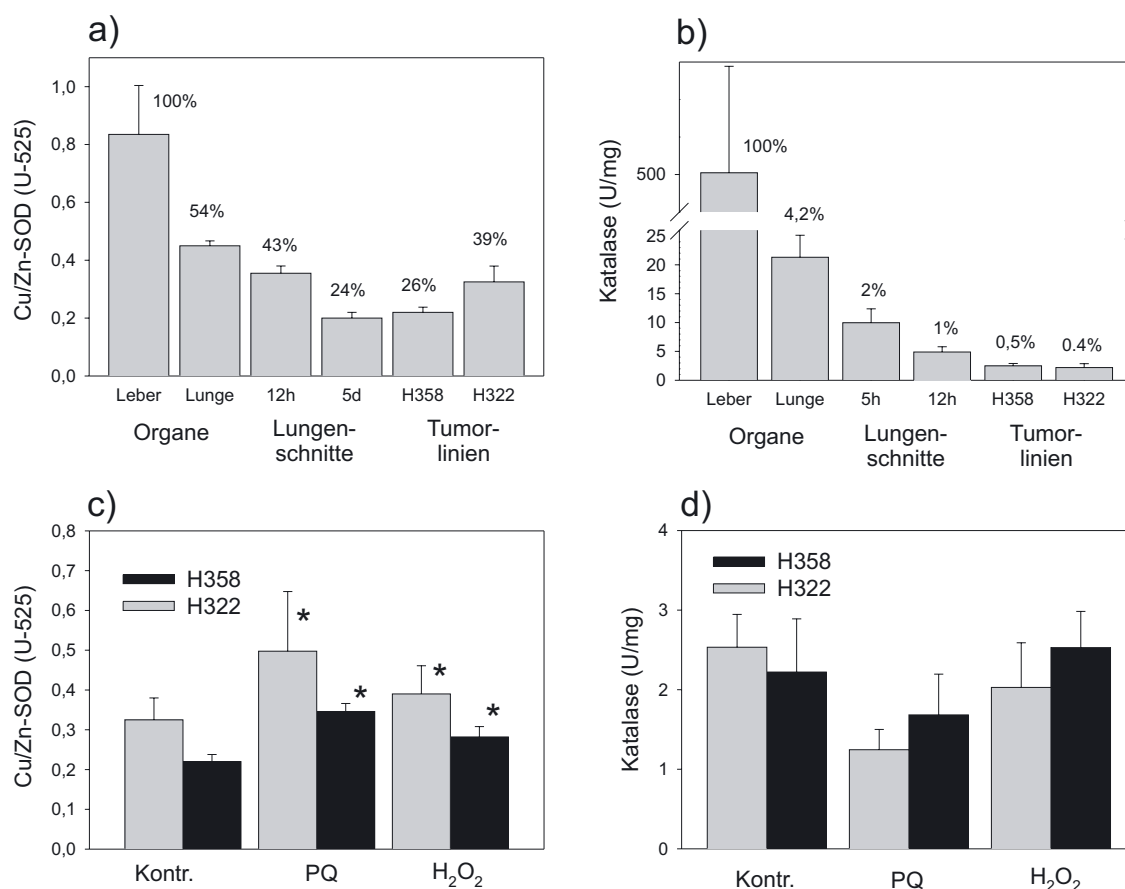 a)
Cu/Zn-SOD (U-525)
1,0
0,8
0,6
0,4
0,2
0,0
100%
54%
43%
24%
26%
39%
Leber Lunge 12h 5d H358 H322
Organe Lungen- Tumor-
schnitte linien
b)
Katalase (U/mg)
500
25
20
15
10
5
0
100%
4,2%
2%
1%
0,5%
0.4%
Leber Lunge 5h 12h H358 H322
Organe Lungen- Tumor-
schnitte linien
c)
Cu/Zn-SOD (U-525)
0,8
0,7
0,6
0,5
0,4
0,3
0,2
0,1
0,0
H358
H322
* * * *
Kontr. PQ H₂O₂
d)
Katalase (U/mg)
4
3
2
1
0
H358
H322
Kontr. PQ H₂O₂